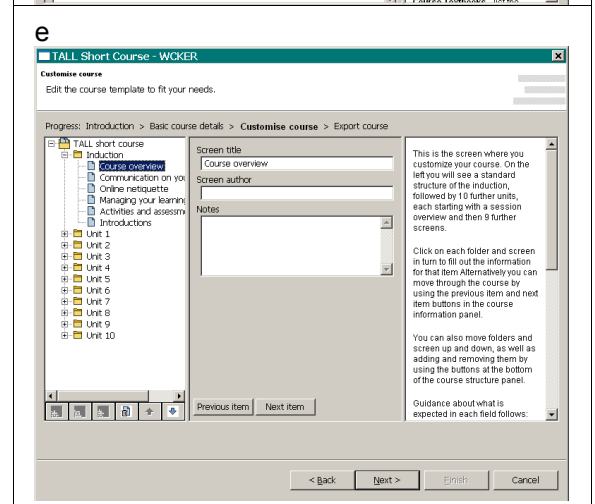 Course Textbooks
e
TALL Short Course - WCKER
Customise course
Edit the course template to fit your needs.
Progress: Introduction > Basic course details > Customise course > Export course
TALL short course
Induction
Course overview
Communication on you
Online netiquette
Managing your learning
Activities and assessm
Introductions
Unit 1
Unit 2
Unit 3
Unit 4
Unit 5
Unit 6
Unit 7
Unit 8
Unit 9
Unit 10
Screen title
Course overview
Screen author
Notes
Previous item
Next item
This is the screen where you
customize your course. On the
left you will see a standard
structure of the induction,
followed by 10 further units,
each starting with a session
overview and then 9 further
screens.
Click on each folder and screen
in turn to fill out the information
for that item Alternatively you can
move through the course by
using the previous item and next
item buttons in the course
information panel.
You can also move folders and
screen up and down, as well as
adding and removing them by
using the buttons at the bottom
of the course structure panel.
Guidance about what is
expected in each field follows:
< Back
Next >
Finish
Cancel